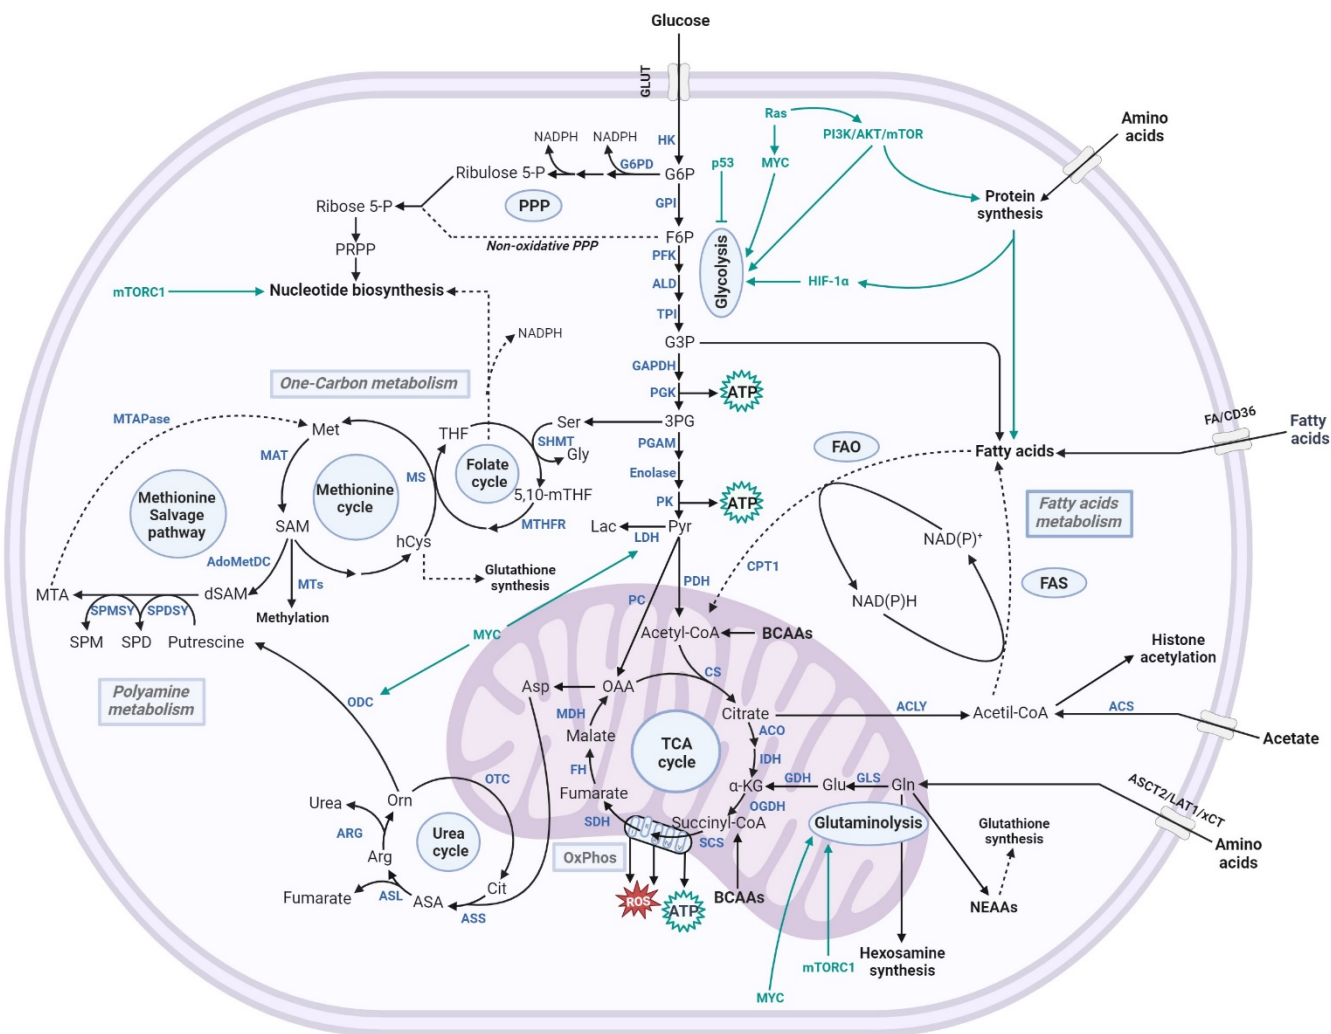 Glucose
GLUT
HK
NADPH
NADPH
G6PD
Ribulose 5-P
G6P
PPP
GPI
Ribose 5-P
F6P
Non-oxidative PPP
PRPP
PFK
ALD
TPI
mTORC1
Nucleotide biosynthesis
Ras
PI3K/AKT/mTOR
p53
MYC
Glycolysis
HIF-1α
Protein
synthesis
Amino
acids
NADPH
G3P
GAPDH
PGK
ATP
3PG
PGAM
Enolase
PK
ATP
Pyr
Lac
LDH
One-Carbon metabolism
MTAPase
Met
MAT
Methionine
cycle
MS
THF
Ser
SHMT
Gly
Folate
cycle
5,10-mTHF
MTHFR
Methionine
Salvage
pathway
SAM
hCys
Glutathione
synthesis
AdoMetDC
MTs
Methylation
MTA
dSAM
SPMSY
SPDSY
SPM
SPD
Putrescine
Polyamine
metabolism
FA/CD36
Fatty
acids
FAO
Fatty acids
Fatty acids
metabolism
NAD(P)⁺
NAD(P)H
FAS
CPT1
PDH
PC
MYC
Acetyl-CoA
BCAAs
CS
Asp
OAA
Citrate
ACLY
Acetil-CoA
ACS
Histone
acetylation
Acetate
ODC
MDH
Malate
TCA
cycle
ACO
IDH
FH
Fumarate
α-KG
GDH
Glu
GLS
Gln
OGDH
Succinyl-CoA
SDH
SCS
Glutaminolysis
ASCT2/LAT1/xCT
Amino
acids
Glutathione
synthesis
NEAAs
OxPhos
ROS
ATP
BCAAs
Hexosamine
synthesis
mTORC1
MYC
Orn
OTC
Urea
ARG
Urea
cycle
Arg
Cit
Fumarate
ASL
ASA
ASS